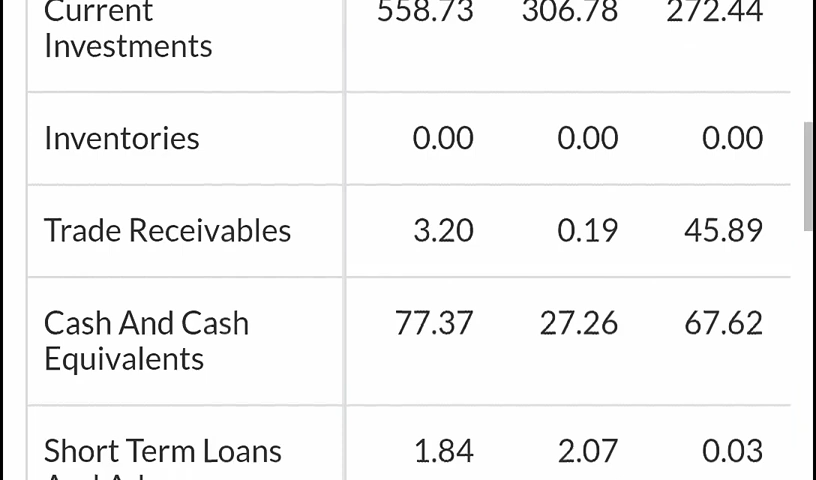 Current 558.73 306.78 272.44
Investments
Inventories 0.00 0.00 0.00
Trade Receivables 3.20 0.19 45.89
Cash And Cash 77.37 27.26 67.62
Equivalents
Short Term Loans 1.84 2.07 0.03